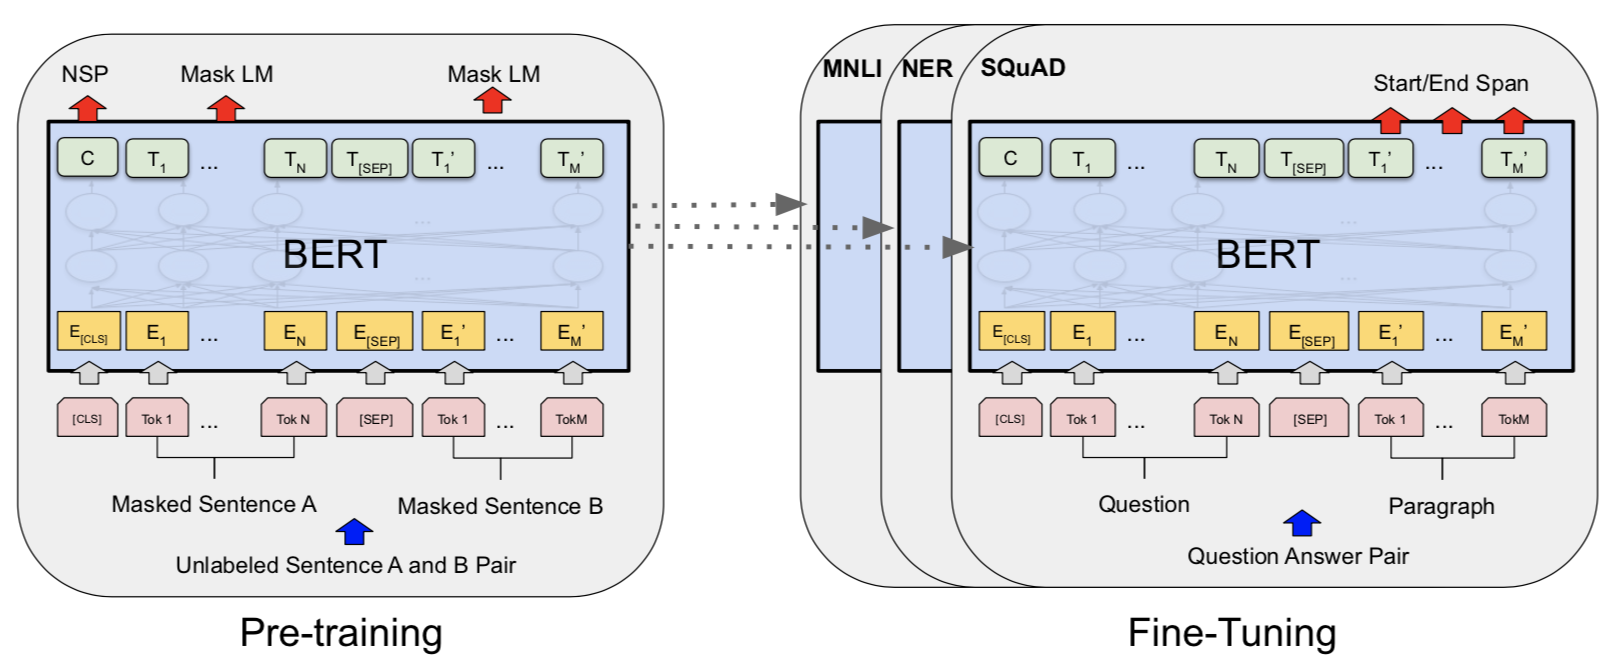 NSP Mask LM Mask LM
C T1 ... TN T[SEP] T1’ ... TM’
...
BERT
...
E[CLS] E1 ... EN E[SEP] E1’ ... EM’
[CLS] Tok 1 ... Tok N [SEP] Tok 1 ... TokM
Masked Sentence A Masked Sentence B
Unlabeled Sentence A and B Pair
Pre-training
MNLI NER SQuAD
Start/End Span
C T1 ... TN T[SEP] T1’ ... TM’
...
BERT
...
E[CLS] E1 ... EN E[SEP] E1’ ... EM’
[CLS] Tok 1 ... Tok N [SEP] Tok 1 ... TokM
Question Paragraph
Question Answer Pair
Fine-Tuning